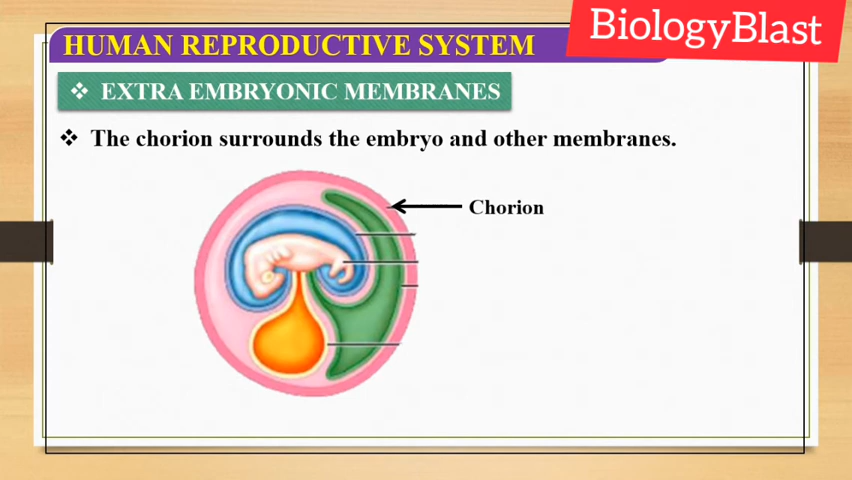 HUMAN REPRODUCTIVE SYSTEM
BiologyBlast
❖ EXTRA EMBRYONIC MEMBRANES
❖ The chorion surrounds the embryo and other membranes.
Chorion